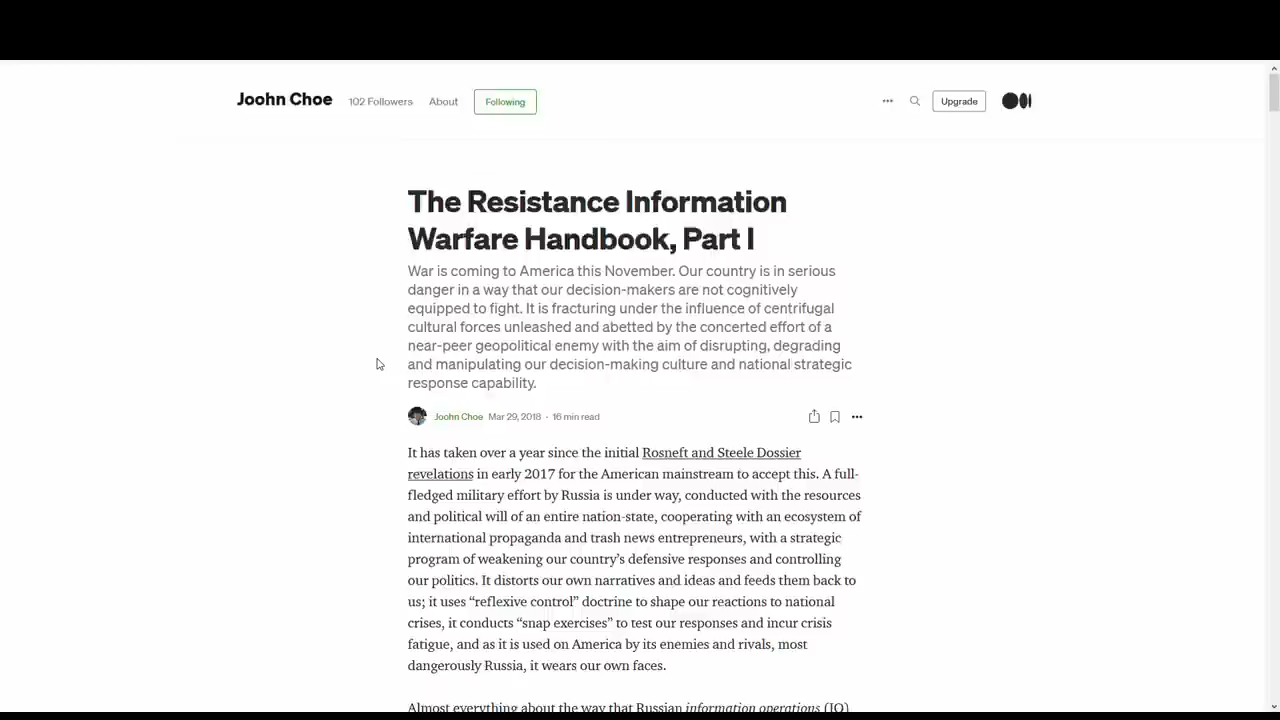 Joohn Choe 102 Followers About Following Upgrade
The Resistance Information
Warfare Handbook, Part I
War is coming to America this November. Our country is in serious
danger in a way that our decision-makers are not cognitively
equipped to fight. It is fracturing under the influence of centrifugal
cultural forces unleashed and abetted by the concerted effort of a
near-peer geopolitical enemy with the aim of disrupting, degrading
and manipulating our decision-making culture and national strategic
response capability.
Joohn Choe Mar 29, 2018 · 16 min read
It has taken over a year since the initial Rosneft and Steele Dossier
revelations in early 2017 for the American mainstream to accept this. A full-
fledged military effort by Russia is under way, conducted with the resources
and political will of an entire nation-state, cooperating with an ecosystem of
international propaganda and trash news entrepreneurs, with a strategic
program of weakening our country’s defensive responses and controlling
our politics. It distorts our own narratives and ideas and feeds them back to
us; it uses “reflexive control” doctrine to shape our reactions to national
crises, it conducts “snap exercises” to test our responses and incur crisis
fatigue, and as it is used on America by its enemies and rivals, most
dangerously Russia, it wears our own faces.
Almost everything about the way that Russian information operations (IO)